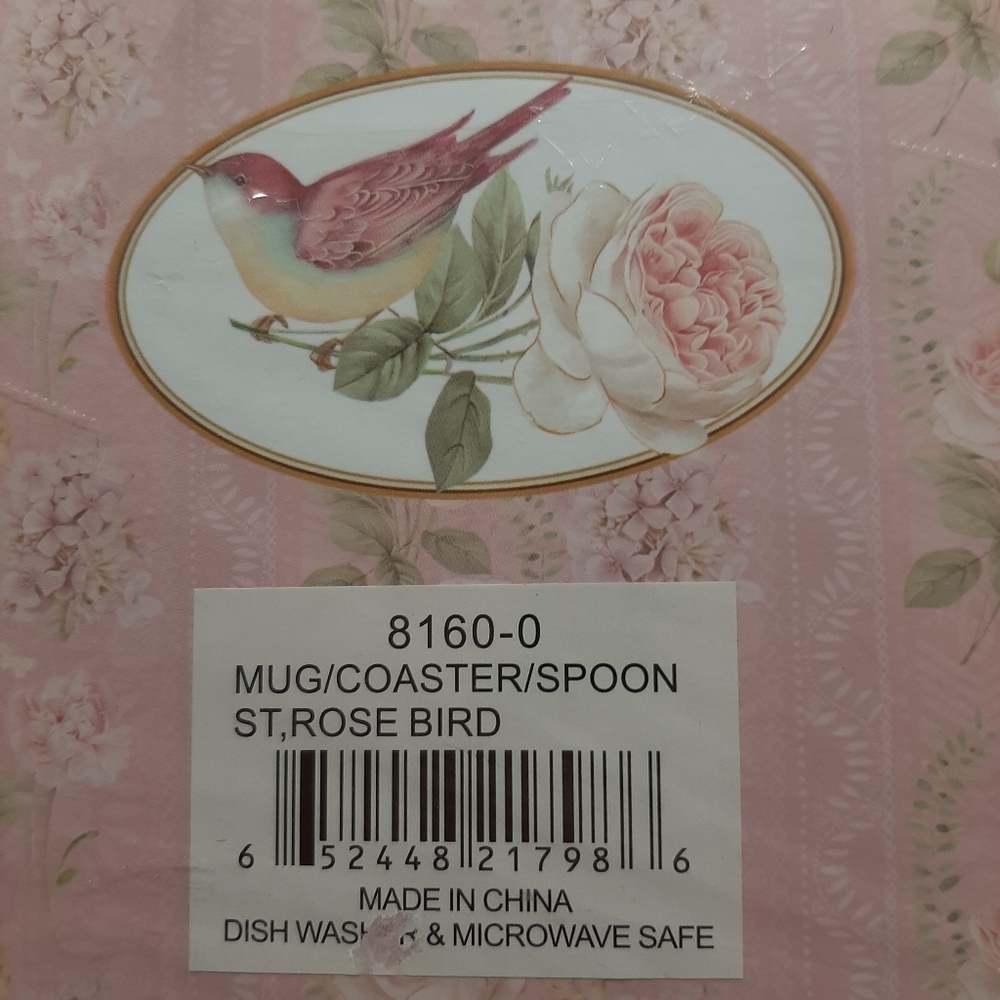 8160-0
MUG/COASTER/SPOON
ST,ROSE BIRD
6 52448 21798 6
MADE IN CHINA
DISH & MICROWAVE SAFE